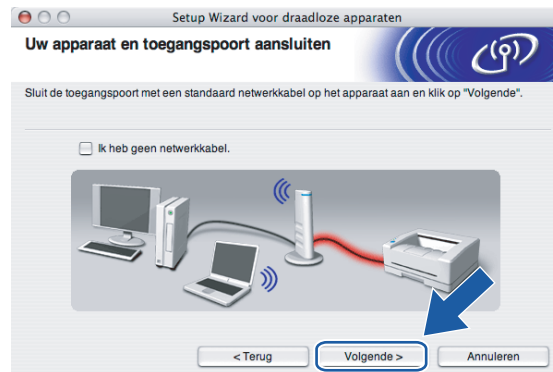 Setup Wizard voor draadloze apparaten
Uw apparaat en toegangspoort aansluiten
Sluit de toegangspoort met een standaard netwerkkabel op het apparaat aan en klik op "Volgende".
Ik heb geen netwerkkabel.
< Terug
Volgende >
Annuleren